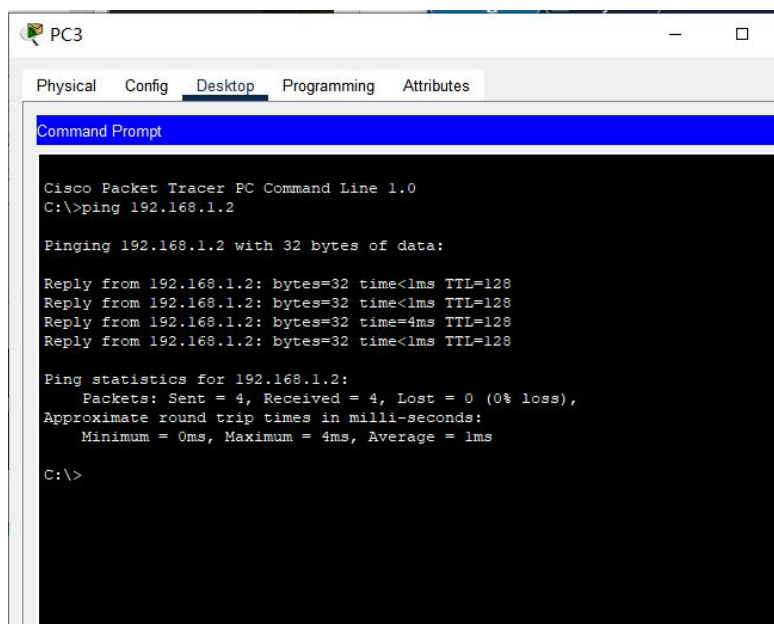 PC3
Physical Config Desktop Programming Attributes
Command Prompt
Cisco Packet Tracer PC Command Line 1.0
C:\>ping 192.168.1.2
Pinging 192.168.1.2 with 32 bytes of data:
Reply from 192.168.1.2: bytes=32 time<1ms TTL=128
Reply from 192.168.1.2: bytes=32 time<1ms TTL=128
Reply from 192.168.1.2: bytes=32 time=4ms TTL=128
Reply from 192.168.1.2: bytes=32 time<1ms TTL=128
Ping statistics for 192.168.1.2:
Packets: Sent = 4, Received = 4, Lost = 0 (0% loss),
Approximate round trip times in milli-seconds:
Minimum = 0ms, Maximum = 4ms, Average = 1ms
C:\>